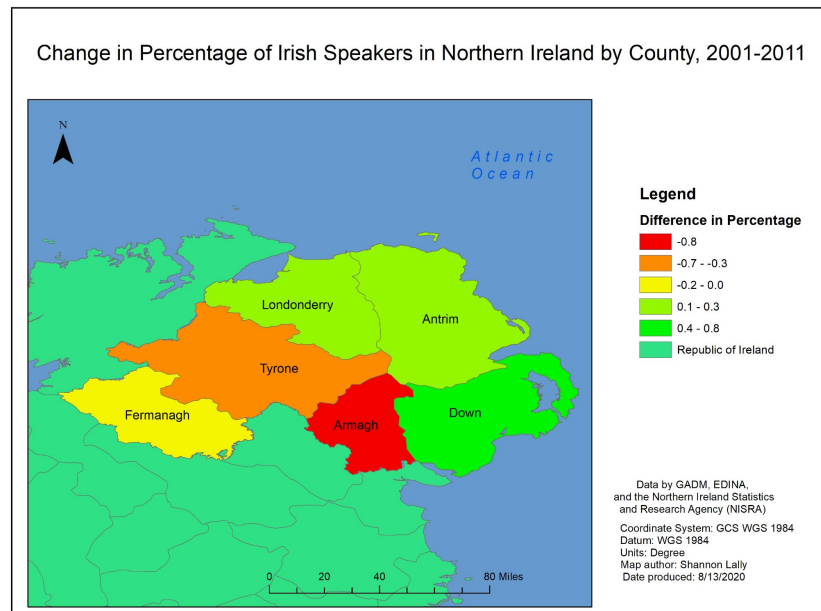 Change in Percentage of Irish Speakers in Northern Ireland by County, 2001-2011
N
Atlantic
Ocean
Londonderry
Antrim
Tyrone
Fermanagh
Armagh
Down
0 20 40 80 Miles
Legend
Difference in Percentage
-0.8
-0.7 - -0.3
-0.2 - 0.0
0.1 - 0.3
0.4 - 0.8
Republic of Ireland
Data by GADM, EDINA,
and the Northern Ireland Statistics
and Research Agency (NISRA)
Coordinate System: GCS WGS 1984
Datum: WGS 1984
Units: Degree
Map author: Shannon Lally
Date produced: 8/13/2020